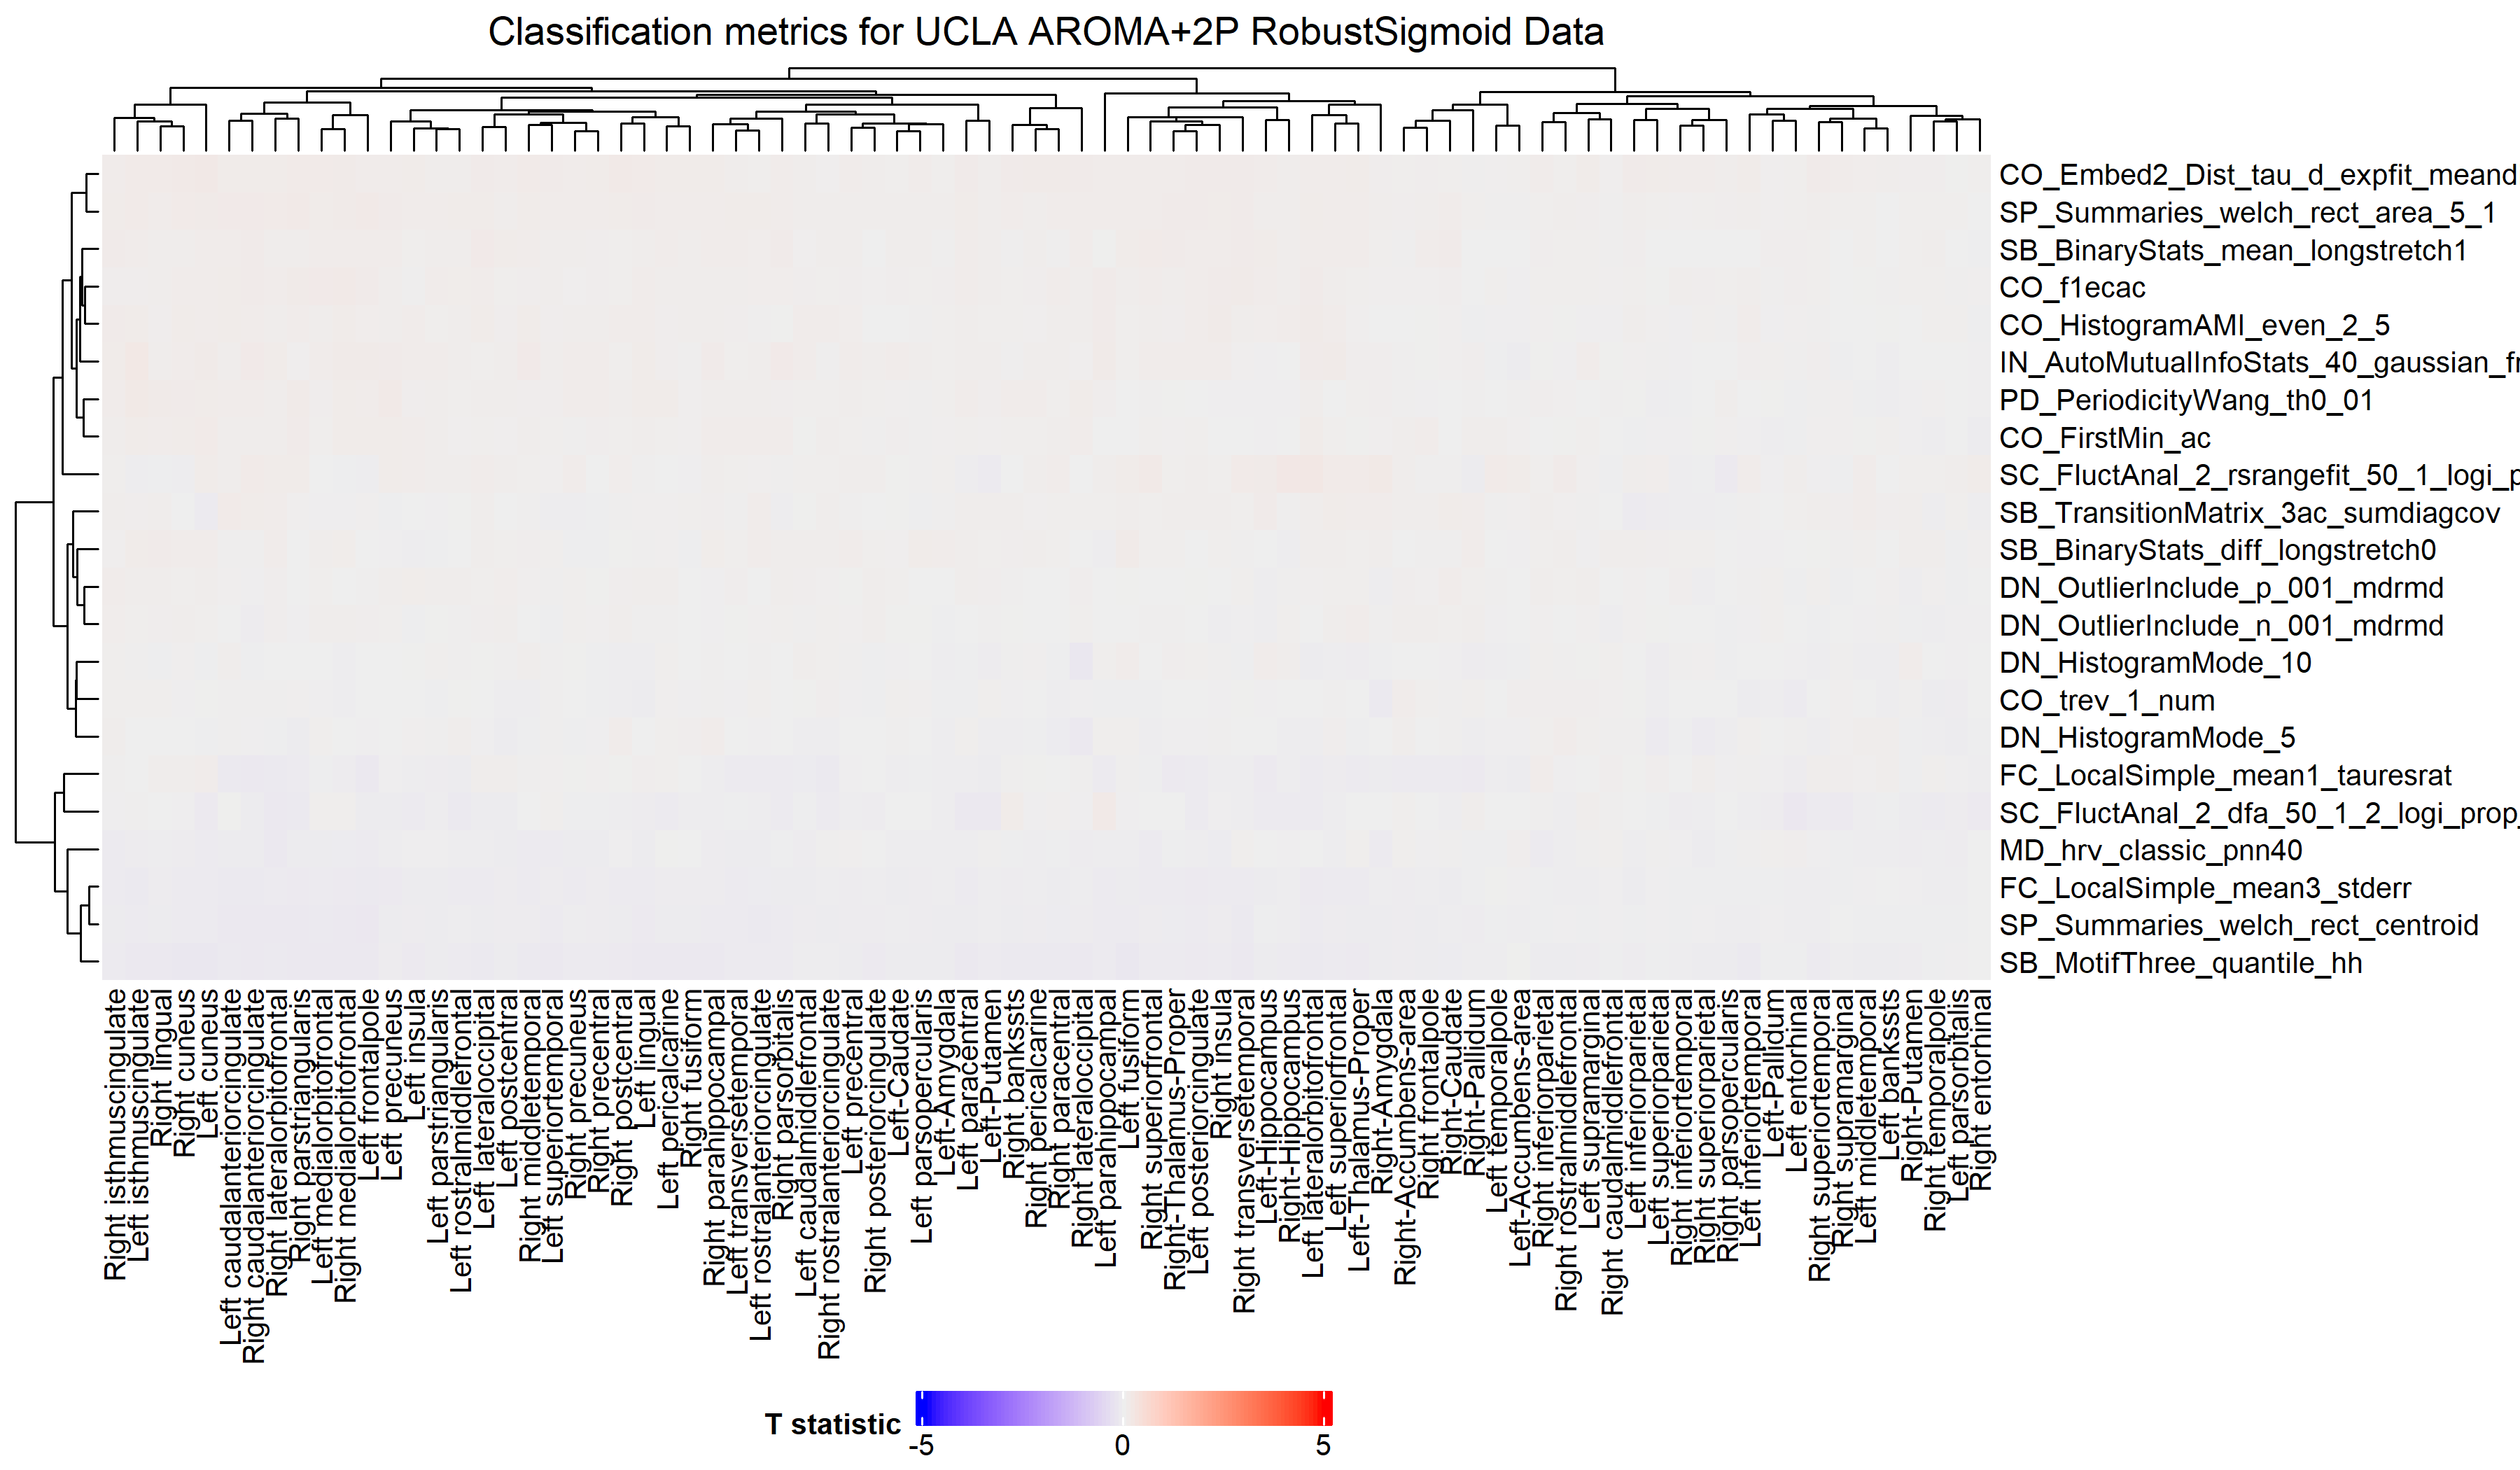 Classification metrics for UCLA AROMA+2P RobustSigmoid Data
CO_Embed2_Dist_tau_d_expfit_meand
SP_Summaries_welch_rect_area_5_1
SB_BinaryStats_mean_longstretch1
CO_f1ecac
CO_HistogramAMI_even_2_5
IN_AutoMutualInfoStats_40_gaussian_fr
PD_PeriodicityWang_th0_01
CO_FirstMin_ac
SC_FluctAnal_2_rsrangefit_50_1_logi_p
SB_TransitionMatrix_3ac_sumdiagcov
SB_BinaryStats_diff_longstretch0
DN_OutlierInclude_p_001_mdrmd
DN_OutlierInclude_n_001_mdrmd
DN_HistogramMode_10
CO_trev_1_num
DN_HistogramMode_5
FC_LocalSimple_mean1_tauresrat
SC_FluctAnal_2_dfa_50_1_2_logi_prop_
MD_hrv_classic_pnn40
FC_LocalSimple_mean3_stderr
SP_Summaries_welch_rect_centroid
SB_MotifThree_quantile_hh
Right isthmuscingulate
Left isthmuscingulate
Right lingual
Right cuneus
Left cuneus
Left caudalanteriorcingulate
Right caudalanteriorcingulate
Right lateralorbitofrontal
Right parstriangularis
Left medialorbitofrontal
Right medialorbitofrontal
Left frontalpole
Left precuneus
Left insula
Left parstriangularis
Left rostralmiddlefrontal
Left lateraloccipital
Left postcentral
Right middletemporal
Left superiortemporal
Right precuneus
Right precentral
Right postcentral
Left lingual
Left pericalcarine
Right fusiform
Right parahippocampal
Left transversetemporal
Left rostralanteriorcingulate
Right parsorbitalis
Left caudalmiddlefrontal
Right rostralanteriorcingulate
Left precentral
Right posteriorcingulate
Left-Caudate
Left parsopercularis
Left-Amygdala
Left paracentral
Left-Putamen
Right bankssts
Right pericalcarine
Right paracentral
Right lateraloccipital
Left parahippocampal
Left fusiform
Right superiorfrontal
Right-Thalamus-Proper
Left posteriorcingulate
Right insula
Right transversetemporal
Left-Hippocampus
Right-Hippocampus
Left lateralorbitofrontal
Left superiorfrontal
Left-Thalamus-Proper
Right-Amygdala
Right-Accumbens-area
Right frontalpole
Right-Caudate
Right-Pallidum
Left temporalpole
Left-Accumbens-area
Right inferiorparietal
Right rostralmiddlefrontal
Left supramarginal
Right caudalmiddlefrontal
Left inferiorparietal
Left superiorparietal
Right inferiortemporal
Right superiorparietal
Right parsopercularis
Left inferiortemporal
Left-Pallidum
Left entorhinal
Right superiortemporal
Right supramarginal
Left middletemporal
Left bankssts
Right-Putamen
Right temporalpole
Left parsorbitalis
Right entorhinal
T statistic
-5 0 5